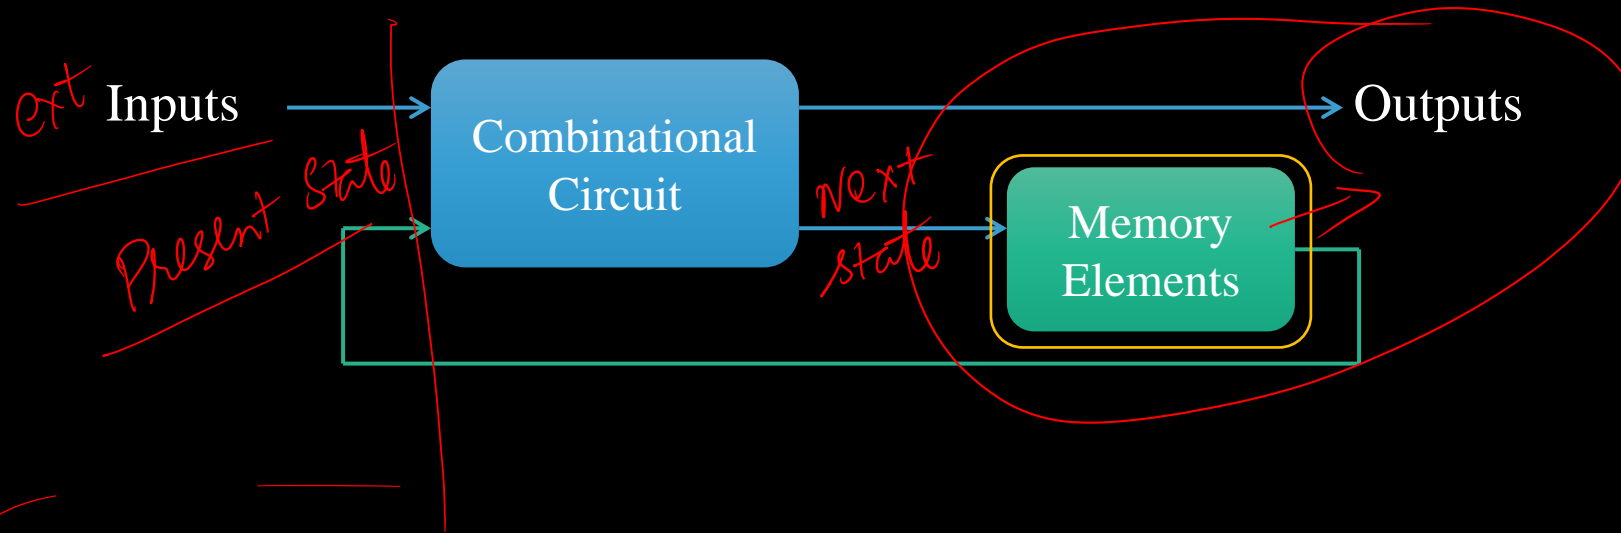 ext Inputs
Present state
Combinational
Circuit
Next
state
Memory
Elements
Outputs